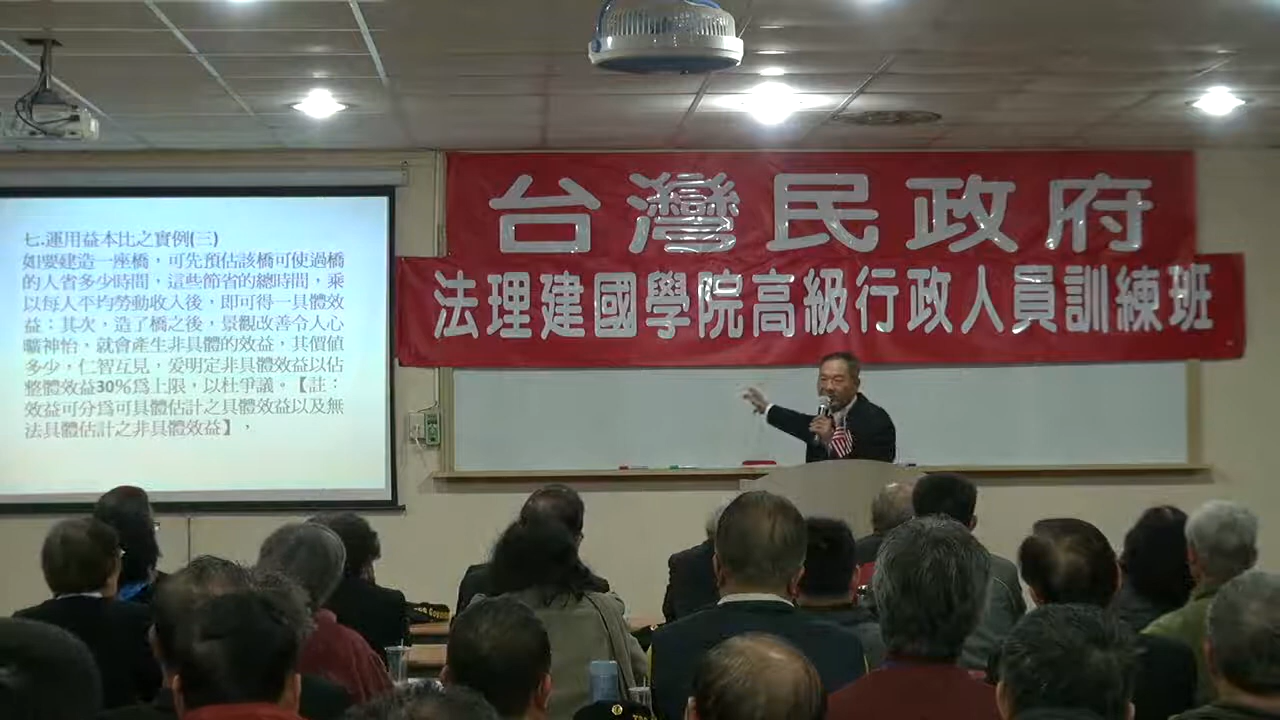 七.運用益本比之實例(三)
如要建造一座橋，可先預估該橋可使過橋
的人省多少時間，這些節省的總時間，乘
以每人平均勞動收入後，即可得一具體效
益；其次，造了橋之後，景觀改善令人心
曠神怡，就會產生非具體的效益，其價值
多少，仁智互見，爰明定非具體效益以佔
整體效益30%為上限，以杜爭議。【註：
效益可分為可具體估計之具體效益以及無
法具體估計之非具體效益】，
台灣民政府
法理建國學院高級行政人員訓練班